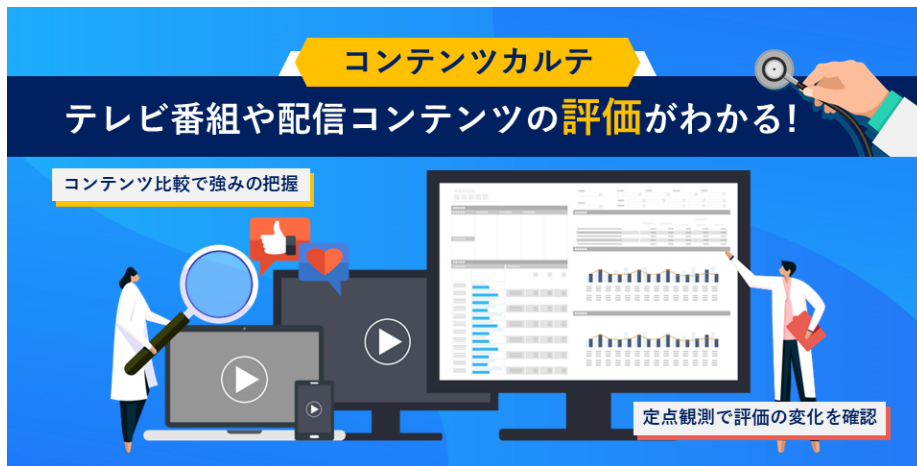 コンテンツカルテ
テレビ番組や配信コンテンツの評価がわかる!
コンテンツ比較で強みの把握
定点観測で評価の変化を確認